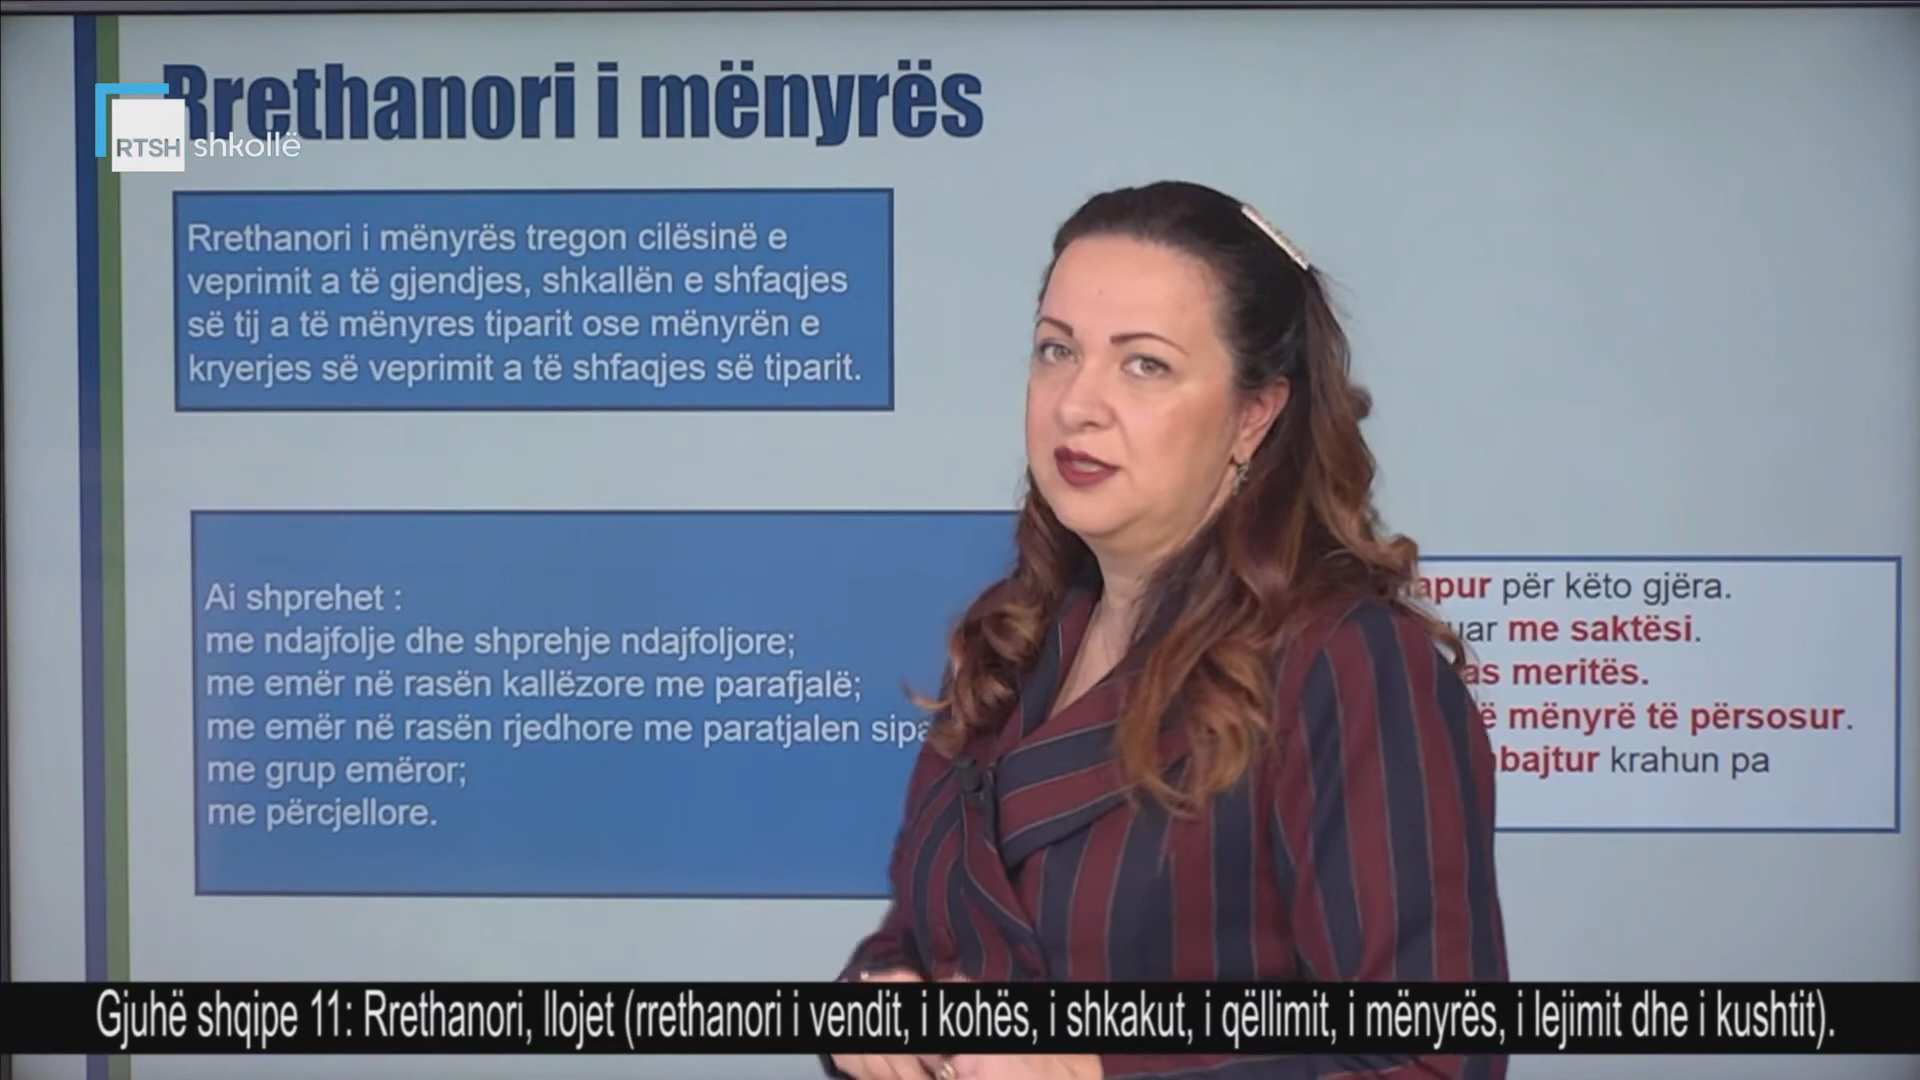 Rrethanori i mënyrës
RTSH shkollë
Rrethanori i mënyrës tregon cilësinë e
veprimit a të gjendjes, shkallën e shfaqjes
së tij a të mënyres tiparit ose mënyrën e
kryerjes së veprimit a të shfaqjes së tiparit.
Ai shprehet :
me ndajfolje dhe shprehje ndajfoljore;
me emër në rasën kallëzore me parafjalë;
me emër në rasën rjedhore me paratjalen
me grup emëror;
me përcjellore.
për këto gjëra.
me saktësi.
meritës.
mënyrë të përsosur.
krahun pa
Gjuhë shqipe 11: Rrethanori, llojet (rrethanori i vendit, i kohës, i shkakut, i qëllimit, i mënyrës, i lejimit dhe i kushtit).